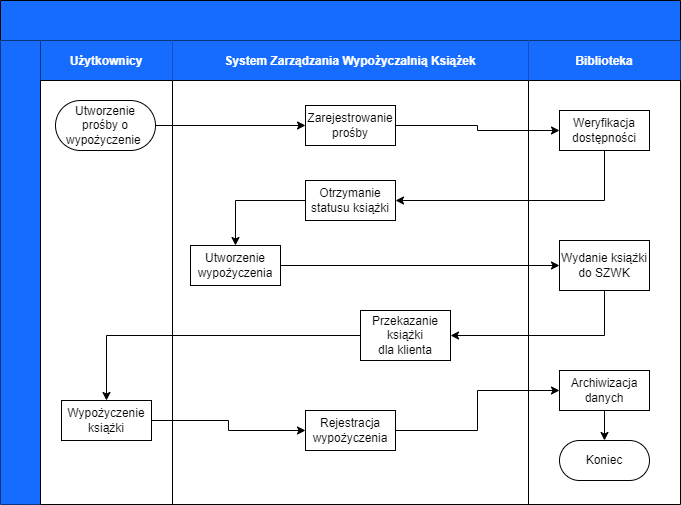 Użytkownicy
System Zarządzania Wypożyczalnią Książek
Biblioteka
Utworzenie
prośby o
wypożyczenie
Zarejestrowanie
prośby
Weryfikacja
dostępności
Otrzymanie
statusu książki
Utworzenie
wypożyczenia
Wydanie książki
do SZWK
Przekazanie
książki
dla klienta
Wypożyczenie
książki
Rejestracja
wypożyczenia
Archiwizacja
danych
Koniec